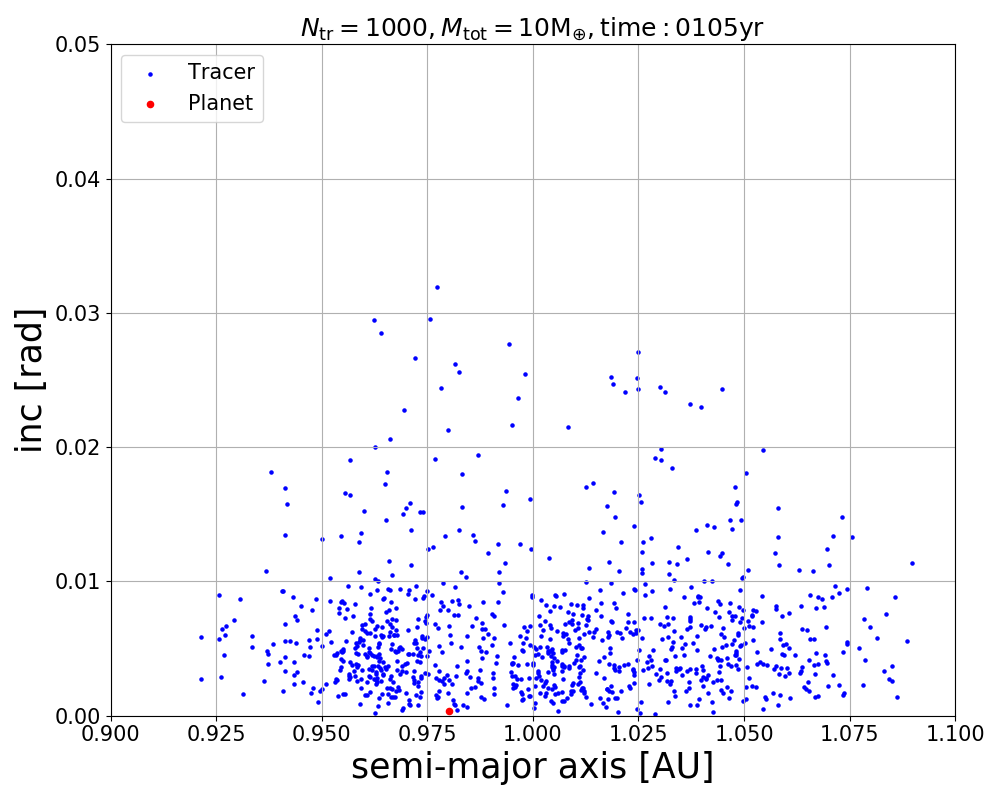 N_tr = 1000, M_tot = 10M_⊕, time : 0105yr
0.05
Tracer
Planet
0.04
0.03
inc [rad]
0.02
0.01
0.00
0.900 0.925 0.950 0.975 1.000 1.025 1.050 1.075 1.100
semi-major axis [AU]